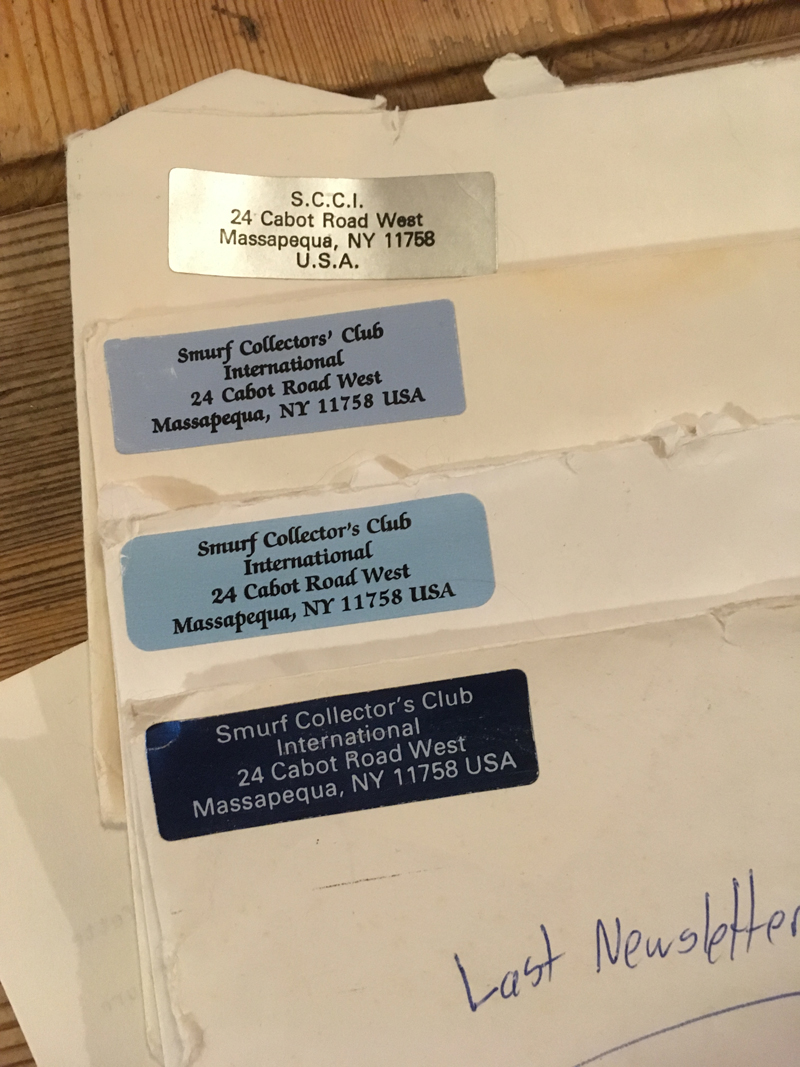 S.C.C.I.
24 Cabot Road West
Massapequa, NY 11758
U.S.A.
Smurf Collectors' Club
International
24 Cabot Road West
Massapequa, NY 11758 USA
Smurf Collector's Club
International
24 Cabot Road West
Massapequa, NY 11758 USA
Smurf Collector's Club
International
24 Cabot Road West
Massapequa, NY 11758 USA
Last Newsletter